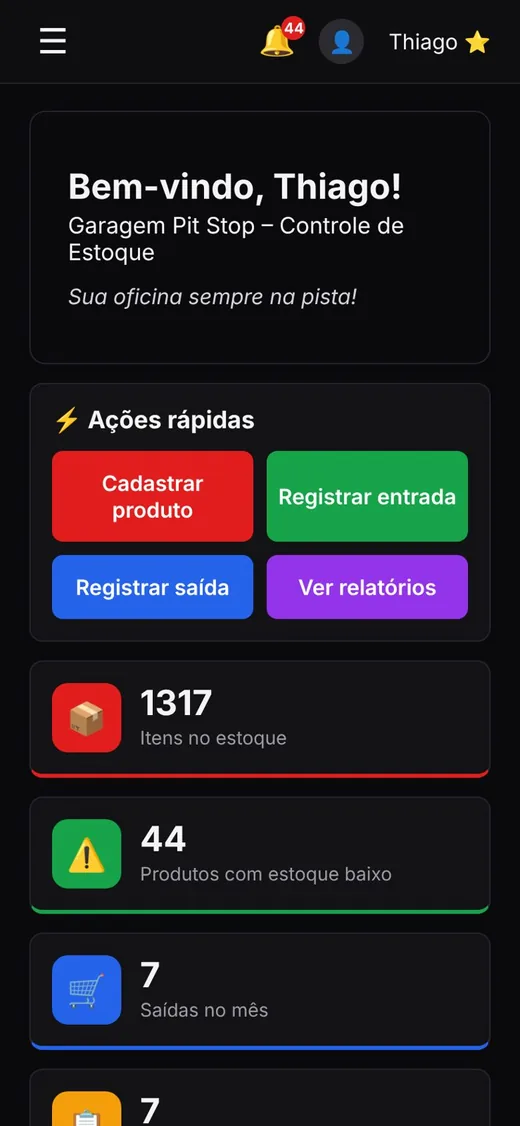 44
Thiago
Bem-vindo, Thiago!
Garagem Pit Stop – Controle de
Estoque
Sua oficina sempre na pista!
Ações rápidas
Cadastrar
produto
Registrar entrada
Registrar saída
Ver relatórios
1317
Itens no estoque
44
Produtos com estoque baixo
7
Saídas no mês
7